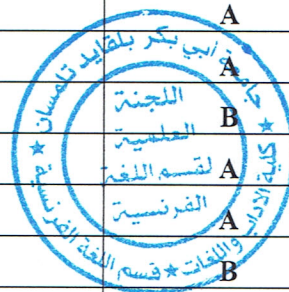 A
A
B
A
A
B
جامعة أبي بكر بلقايد تلمسان
اللجنة
العلمية
لقسم اللغة
الفرنسية
كلية الآداب واللغات ★ قسم اللغة الفرنسية ★